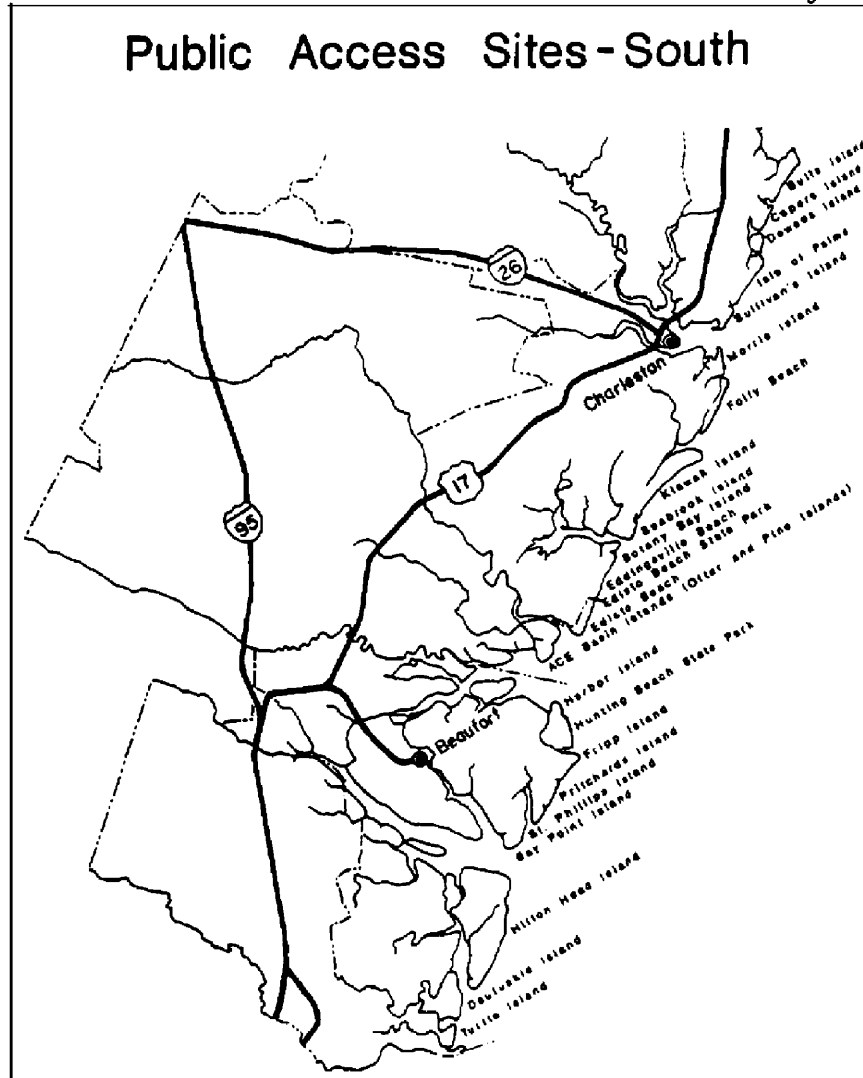 Public Access Sites-South
Bulls Island
Capers Island
Dewees Island
Isle of Palms
Sullivan's Island
26
Morris Island
Charleston
Folly Beach
17
Kiawah Island
Seabrook Island
Botany Bay Island
95
Eddingsville Beach
Edisto Beach State Park
Edisto Beach
ACE Basin Islands (Otter and Pine Islands)
Harbor Island
Hunting Beach State Park
Beaufort
Fripp Island
Pritchards Island
St. Phillips Island
Bay Point Island
Hilton Head Island
Daufuskie Island
Turtle Island